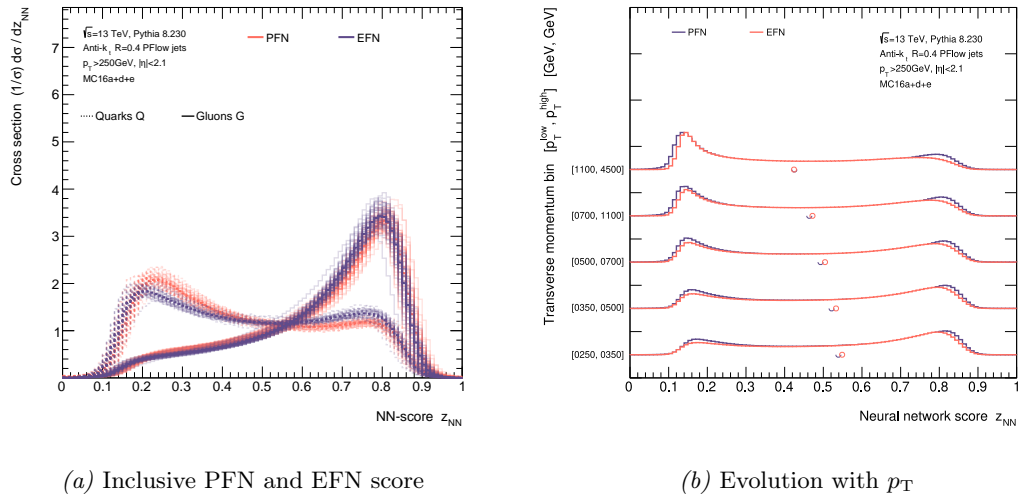 Cross section (1/σ) dσ / dz_NN
7
6
5
4
3
2
1
√s=13 TeV, Pythia 8.230
Anti-k_t R=0.4 PFlow jets
p_T>250GeV, |η|<2.1
MC16a+d+e
PFN EFN
Quarks Q Gluons G
0 0.1 0.2 0.3 0.4 0.5 0.6 0.7 0.8 0.9 1
NN-score z_NN
(a) Inclusive PFN and EFN score
Transverse momentum bin [p_T^low, p_T^high] [GeV, GeV]
PFN EFN
√s=13 TeV, Pythia 8.230
Anti-k_t R=0.4 PFlow jets
p_T>250GeV, |η|<2.1
MC16a+d+e
[1100, 4500]
[0700, 1100]
[0500, 0700]
[0350, 0500]
[0250, 0350]
0 0.1 0.2 0.3 0.4 0.5 0.6 0.7 0.8 0.9 1
Neural network score z_NN
(b) Evolution with p_T